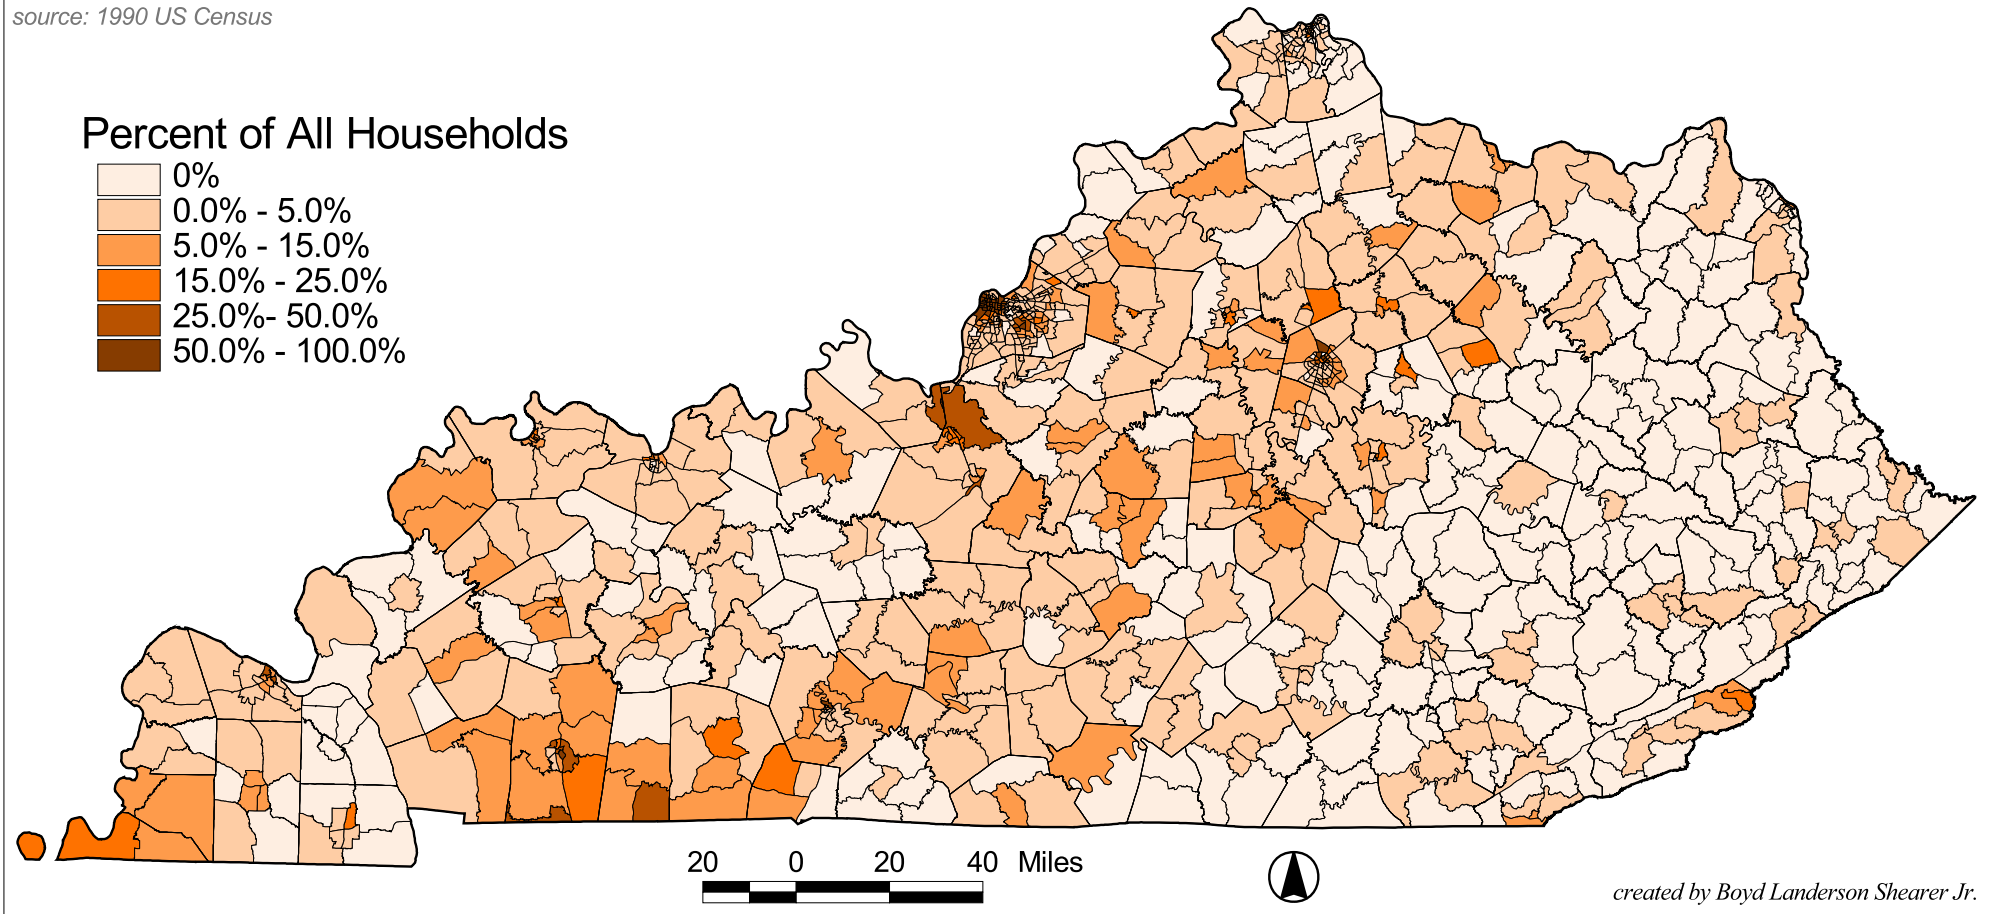 source: 1990 US Census
Percent of All Households
0%
0.0% - 5.0%
5.0% - 15.0%
15.0% - 25.0%
25.0%- 50.0%
50.0% - 100.0%
20 0 20 40 Miles
created by Boyd Landerson Shearer Jr.